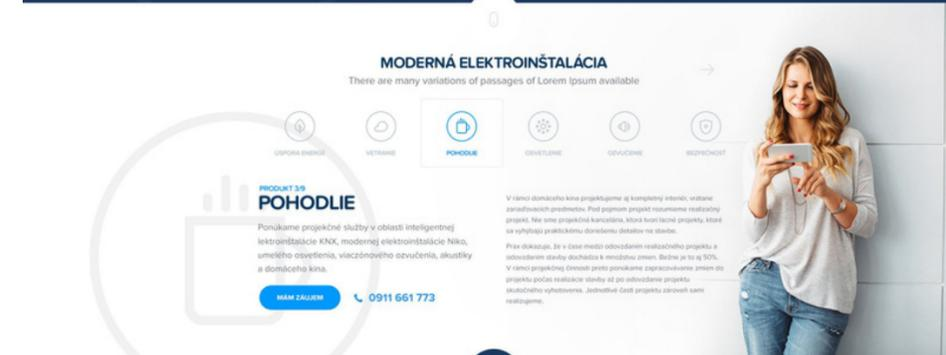 MODERNÁ ELEKTROINŠTALÁCIA
There are many variations of passages of Lorem Ipsum available
ÚSPORA ENERGIE
VETRANIE
POHODLIE
OSVETLENIE
OZVUČENIE
BEZPEČNOSŤ
PRODUKT 3/9
POHODLIE
Ponúkame projekčné služby v oblasti inteligentnej
lektroinštalácie KNX, modernej elektroinštalácie Niko,
umelého osvetlenia, viaczónového ozvučenia, akustiky
a domáceho kina.
MÁM ZÁUJEM
0911 661 773
V rámci domáceho kina projektujeme aj kompletný interiér, vrátane
zariaďovacích predmetov. Pod pojmom projekt rozumieme realizačný
projekt. Nie sme projekčná kancelária, ktorá tvorí lacné projekty, ktoré
sa vyhýbajú praktickému doriešeniu detailov na stavbe.
Prax dokazuje, že v čase medzi odovzdaním realizačného projektu a
odovzdaním stavby dochádza k množstvu zmien. Bežne je to aj 50%.
V rámci projekčnej činnosti preto ponúkame zapracovávanie zmien do
projektu počas realizácie stavby až po odovzdanie projektu
skutočného vyhotovenia. Jednotlivé časti projektu zároveň sami
realizujeme.